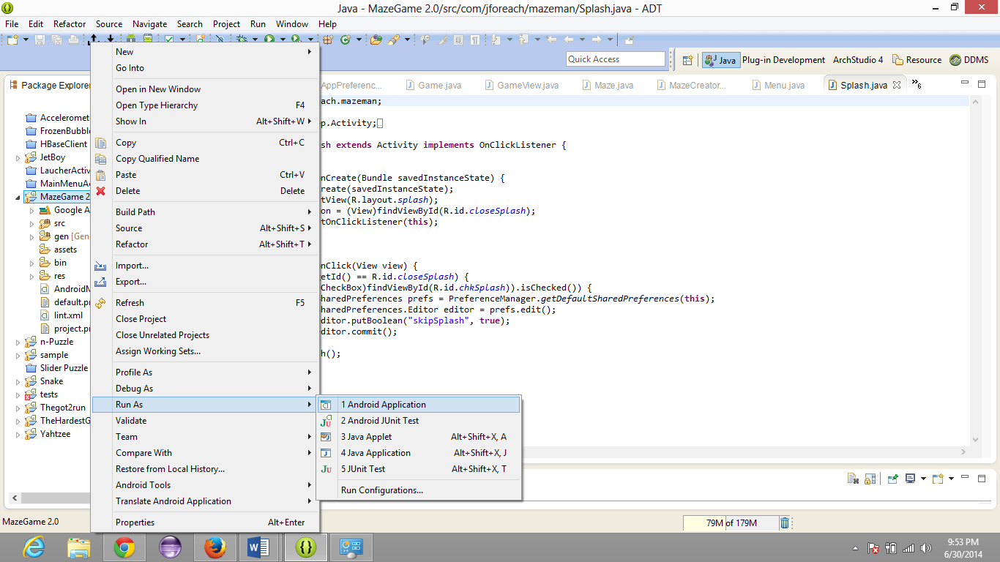 Java - MazeGame 2.0/src/com/jforeach/mazeman/Splash.java - ADT
File Edit Refactor Source Navigate Search Project Run Window Help
Quick Access
Java Plug-in Development ArchStudio 4 Resource DDMS
Package Explorer
Acceleromet
FrozenBubbl
HBaseClient
JetBoy
LaucherActiv
MainMenuAc
MazeGame 2
Google A
src
gen [Gen
assets
bin
res
AndroidM
default.pr
lint.xml
project.pr
n-Puzzle
sample
Slider Puzzle
Snake
tests
Thegot2run
TheHardestG
Yahtzee
New
Go Into
Open in New Window
Open Type Hierarchy F4
Show In Alt+Shift+W
Copy Ctrl+C
Copy Qualified Name
Paste Ctrl+V
Delete Delete
Build Path
Source Alt+Shift+S
Refactor Alt+Shift+T
Import...
Export...
Refresh F5
Close Project
Close Unrelated Projects
Assign Working Sets...
Profile As
Debug As
Run As
Validate
Team
Compare With
Restore from Local History...
Android Tools
Translate Android Application
Properties Alt+Enter
1 Android Application
2 Android JUnit Test
3 Java Applet Alt+Shift+X, A
4 Java Application Alt+Shift+X, J
5 JUnit Test Alt+Shift+X, T
Run Configurations...
AppPreferenc... Game.java GameView.java Maze.java MazeCreator... Menu.java Splash.java »6
ach.mazeman;
p.Activity;
sh extends Activity implements OnClickListener {
onCreate(Bundle savedInstanceState) {
reate(savedInstanceState);
tView(R.layout.splash);
on = (View)findViewById(R.id.closeSplash);
tOnClickListener(this);
onClick(View view) {
etId() == R.id.closeSplash) {
CheckBox)findViewById(R.id.chkSplash)).isChecked()) {
haredPreferences prefs = PreferenceManager.getDefaultSharedPreferences(this);
haredPreferences.Editor editor = prefs.edit();
ditor.putBoolean("skipSplash", true);
ditor.commit();
h();
MazeGame 2.0
79M of 179M
9:53 PM
6/30/2014